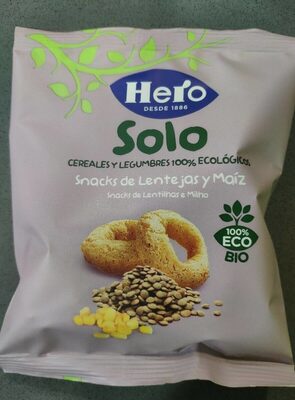 Hero
DESDE 1886
Solo
CEREALES Y LEGUMBRES 100% ECOLÓGICOS
Snacks de Lentejas y Maíz
Snacks de Lentilhas e Milho
100%
ECO
BIO